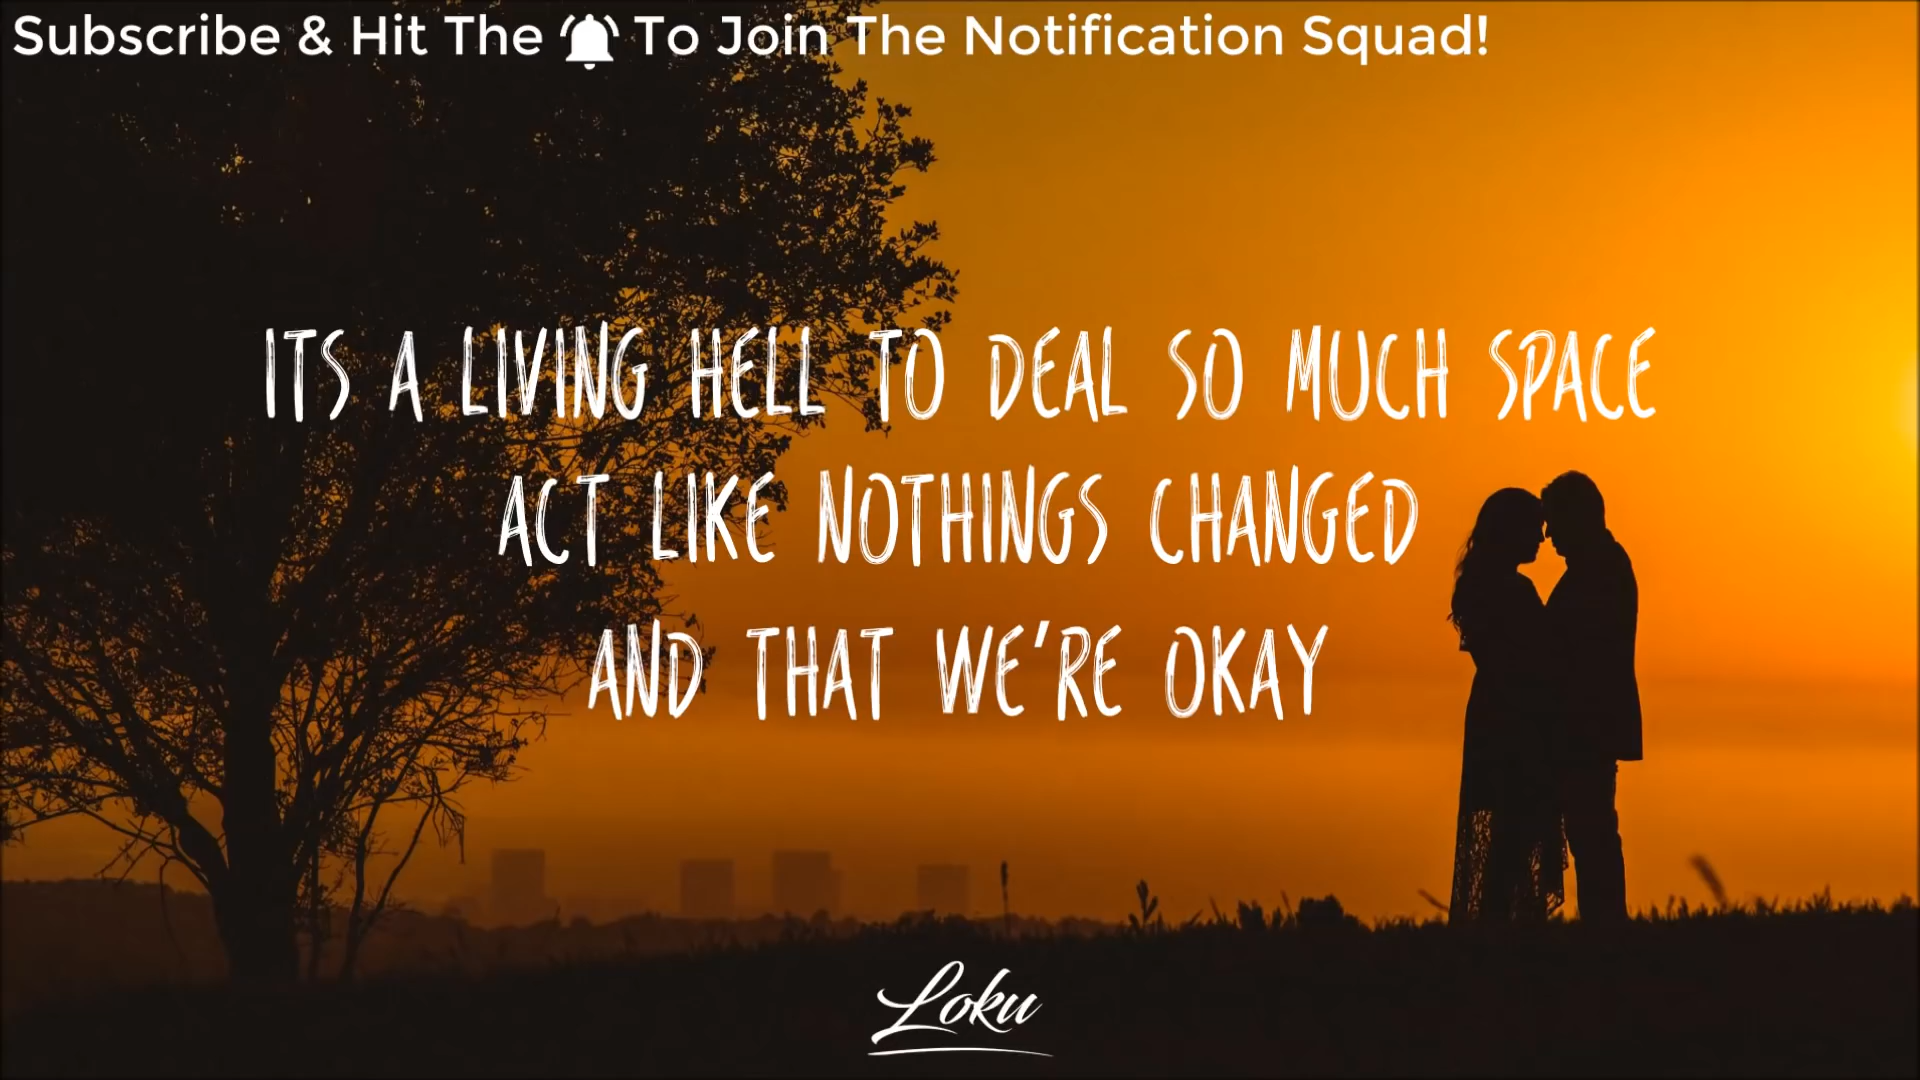 Subscribe & Hit The 🔔 To Join The Notification Squad!
ITS A LIVING HELL TO DEAL SO MUCH SPACE
ACT LIKE NOTHINGS CHANGED
AND THAT WE'RE OKAY
Loku